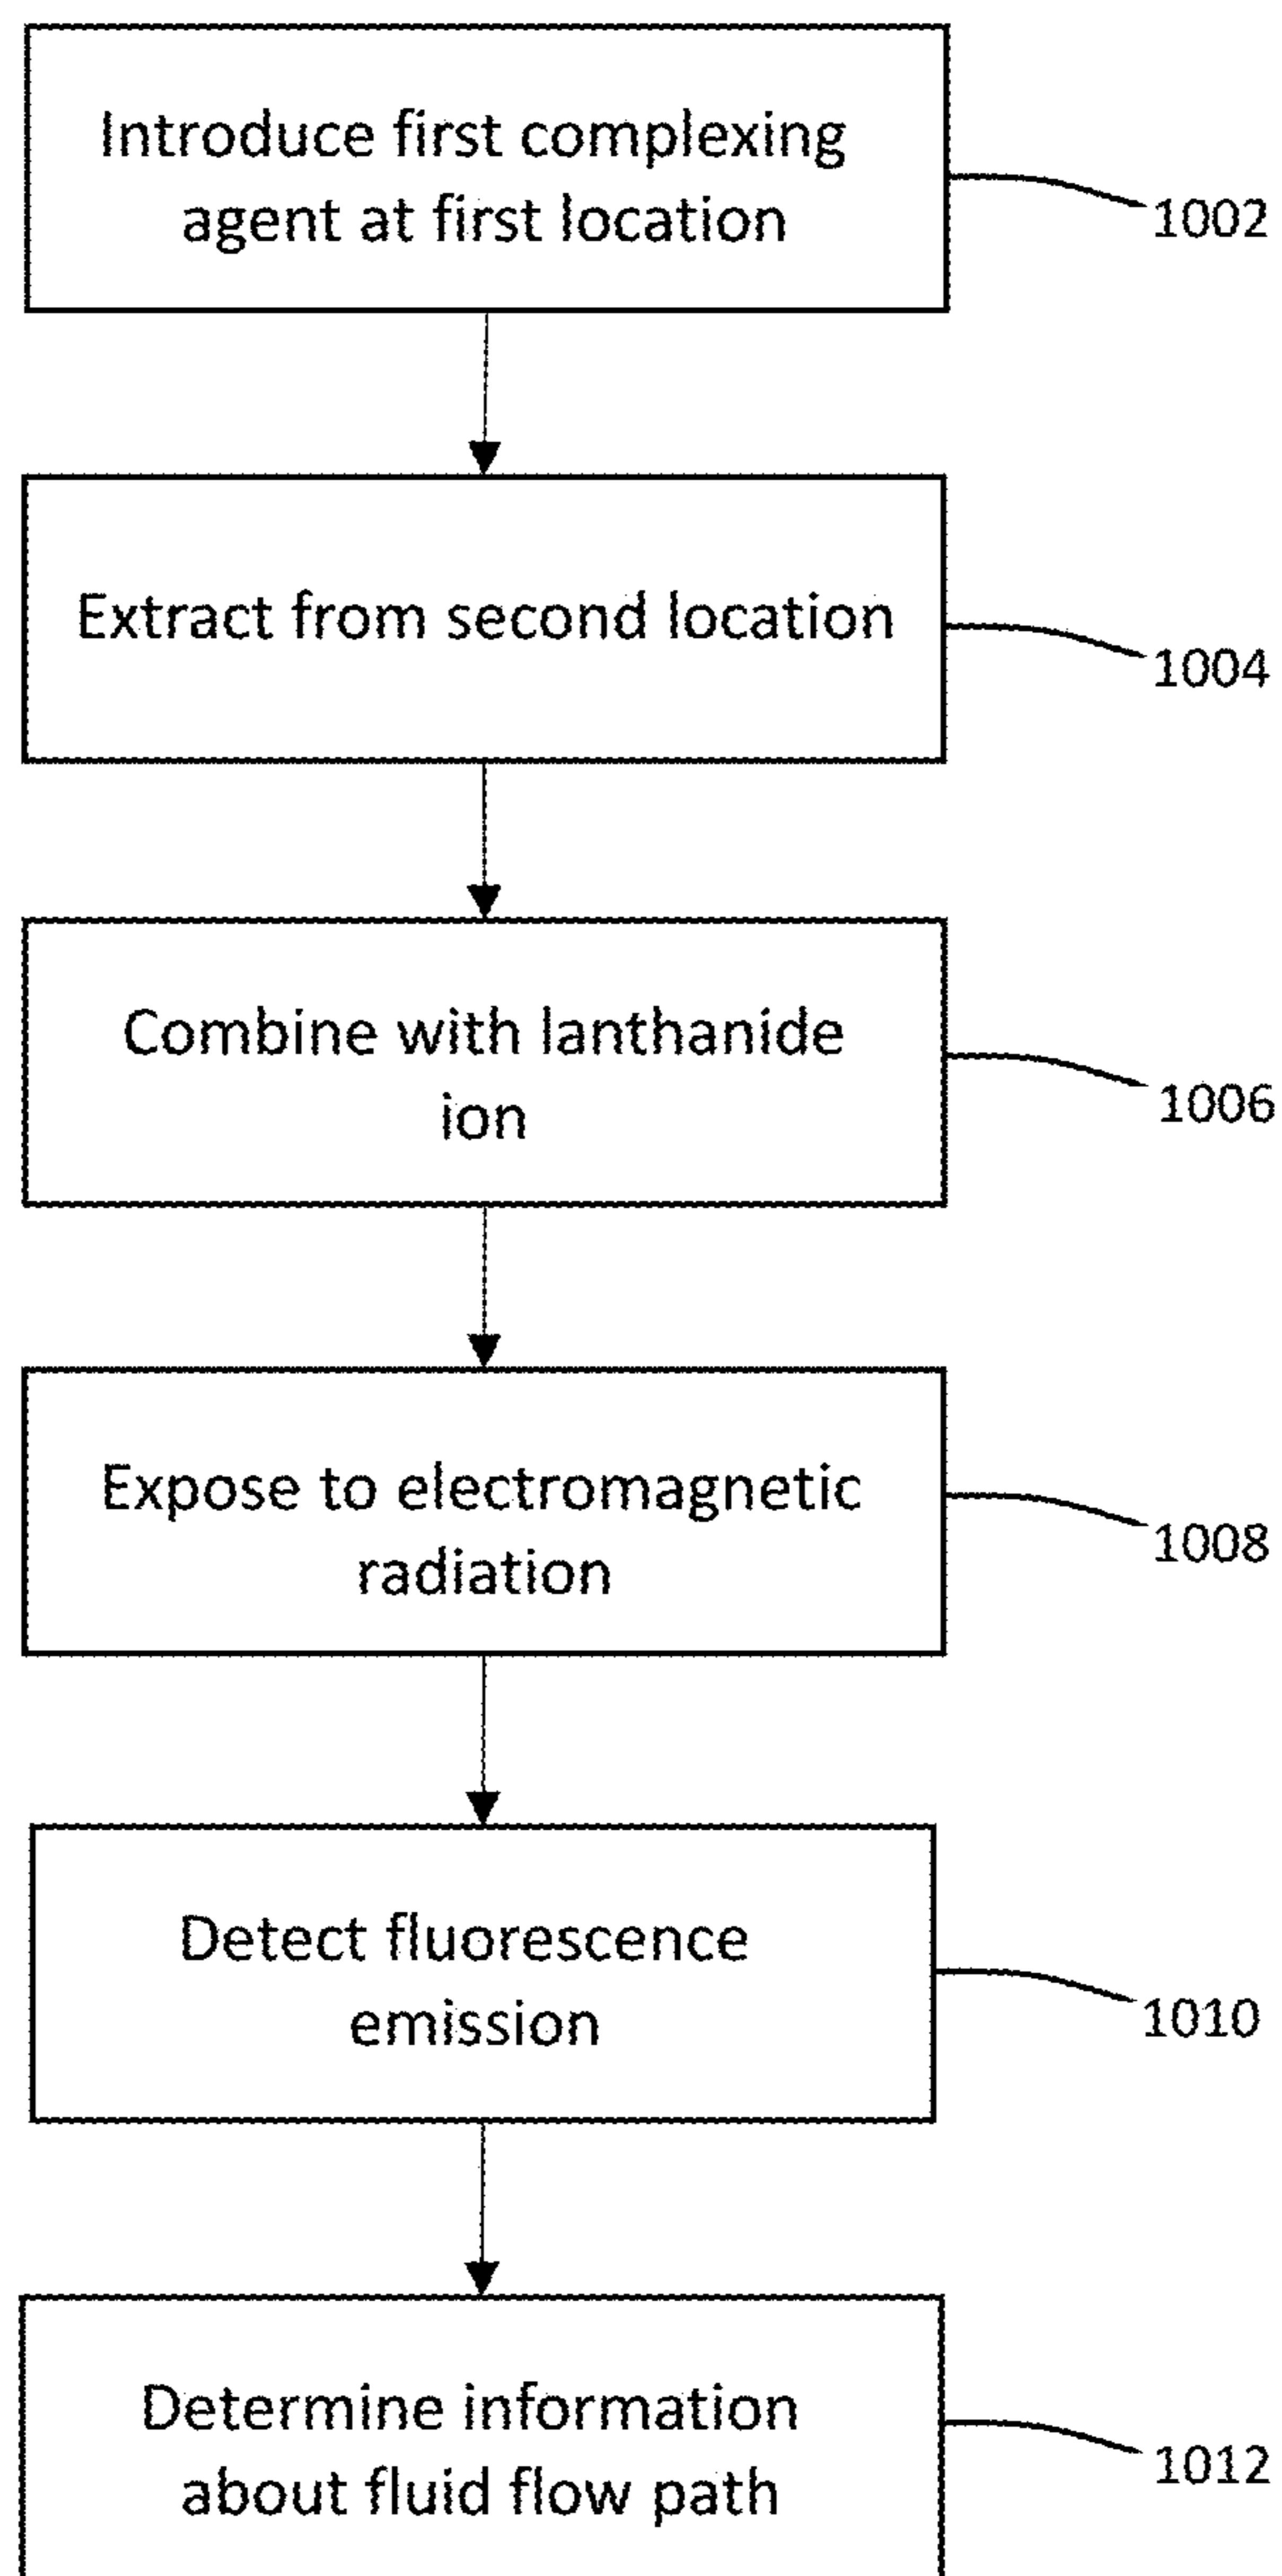 Introduce first complexing
agent at first location
1002
Extract from second location
1004
Combine with lanthanide
ion
1006
Expose to electromagnetic
radiation
1008
Detect fluorescence
emission
1010
Determine information
about fluid flow path
1012